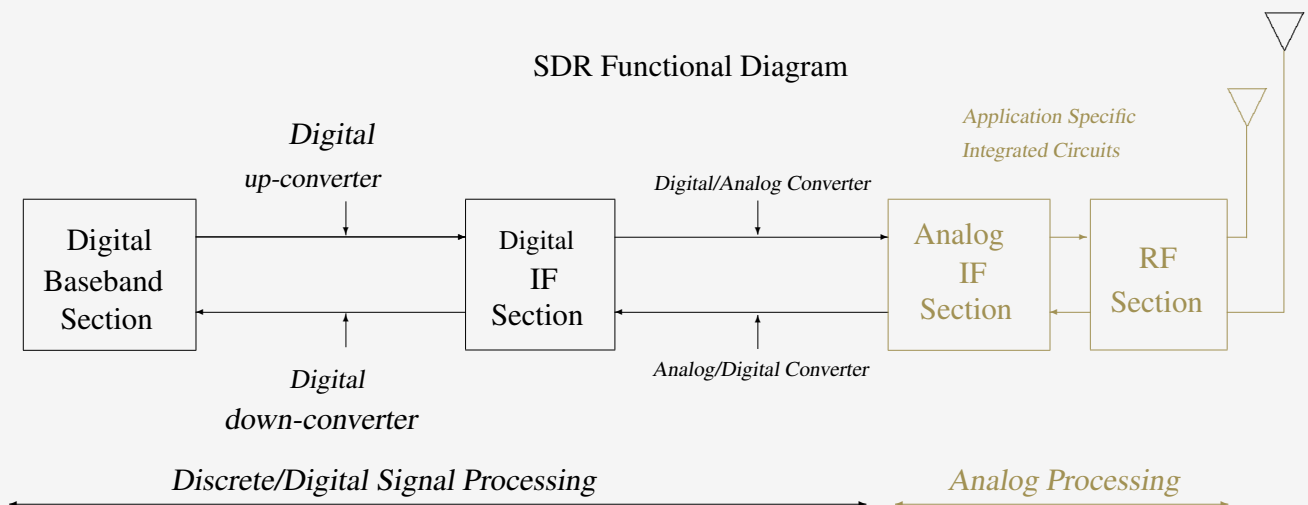 SDR Functional Diagram
Application Specific
Integrated Circuits
Digital
up-converter
Digital/Analog Converter
Digital
Baseband
Section
Digital
IF
Section
Analog
IF
Section
RF
Section
Digital
down-converter
Analog/Digital Converter
Discrete/Digital Signal Processing
Analog Processing